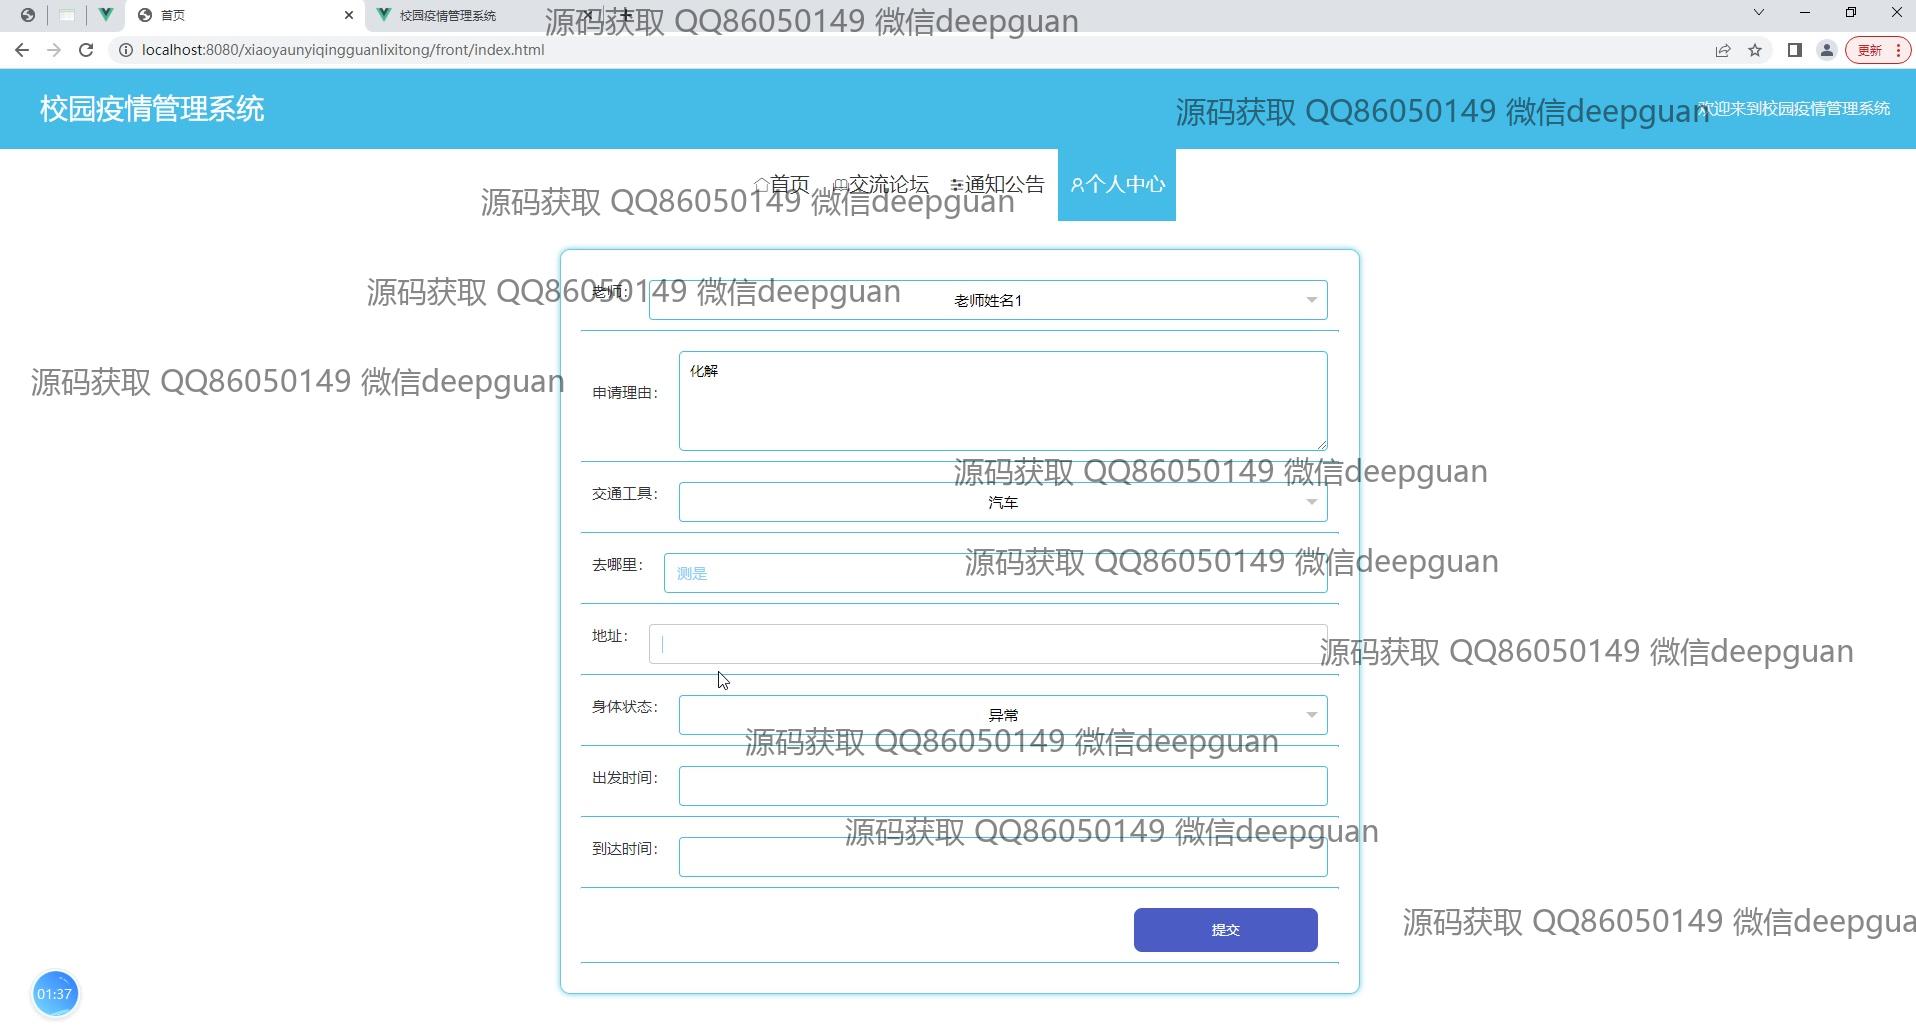 首页
校园疫情管理系统
源码获取 QQ86050149 微信deepguan
localhost:8080/xiaoyaunyiqingguanlixitong/front/index.html
更新
校园疫情管理系统
源码获取 QQ86050149 微信deepguan
欢迎来到校园疫情管理系统
首页
交流论坛
通知公告
个人中心
源码获取 QQ86050149 微信deepguan
源码获取 QQ86050149 微信deepguan
老师：
老师姓名1
源码获取 QQ86050149 微信deepguan
申请理由：
化解
源码获取 QQ86050149 微信deepguan
交通工具：
汽车
源码获取 QQ86050149 微信deepguan
去哪里：
测是
地址：
源码获取 QQ86050149 微信deepguan
身体状态：
异常
源码获取 QQ86050149 微信deepguan
出发时间：
源码获取 QQ86050149 微信deepguan
到达时间：
源码获取 QQ86050149 微信deepgua
提交
01:37